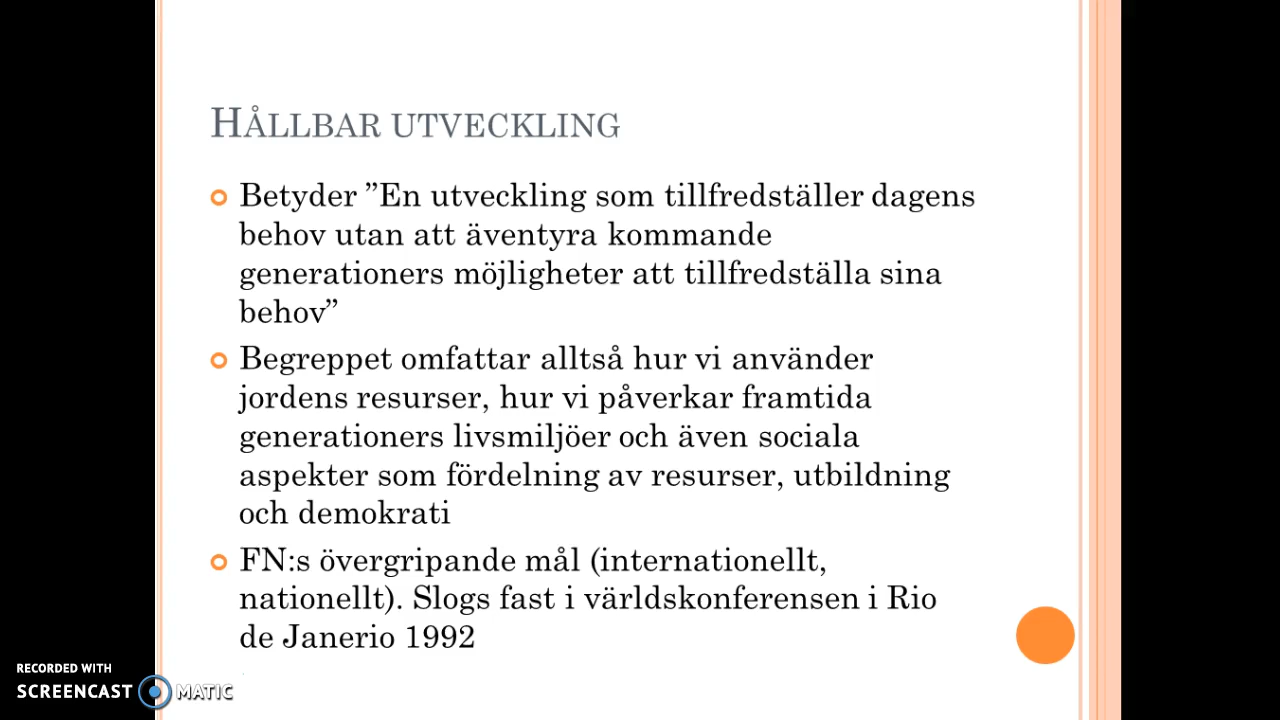 HÅLLBAR UTVECKLING
Betyder ”En utveckling som tillfredställer dagens
behov utan att äventyra kommande
generationers möjligheter att tillfredställa sina
behov”
Begreppet omfattar alltså hur vi använder
jordens resurser, hur vi påverkar framtida
generationers livsmiljöer och även sociala
aspekter som fördelning av resurser, utbildning
och demokrati
FN:s övergripande mål (internationellt,
nationellt). Slogs fast i världskonferensen i Rio
de Janerio 1992
RECORDED WITH
SCREENCAST MATIC